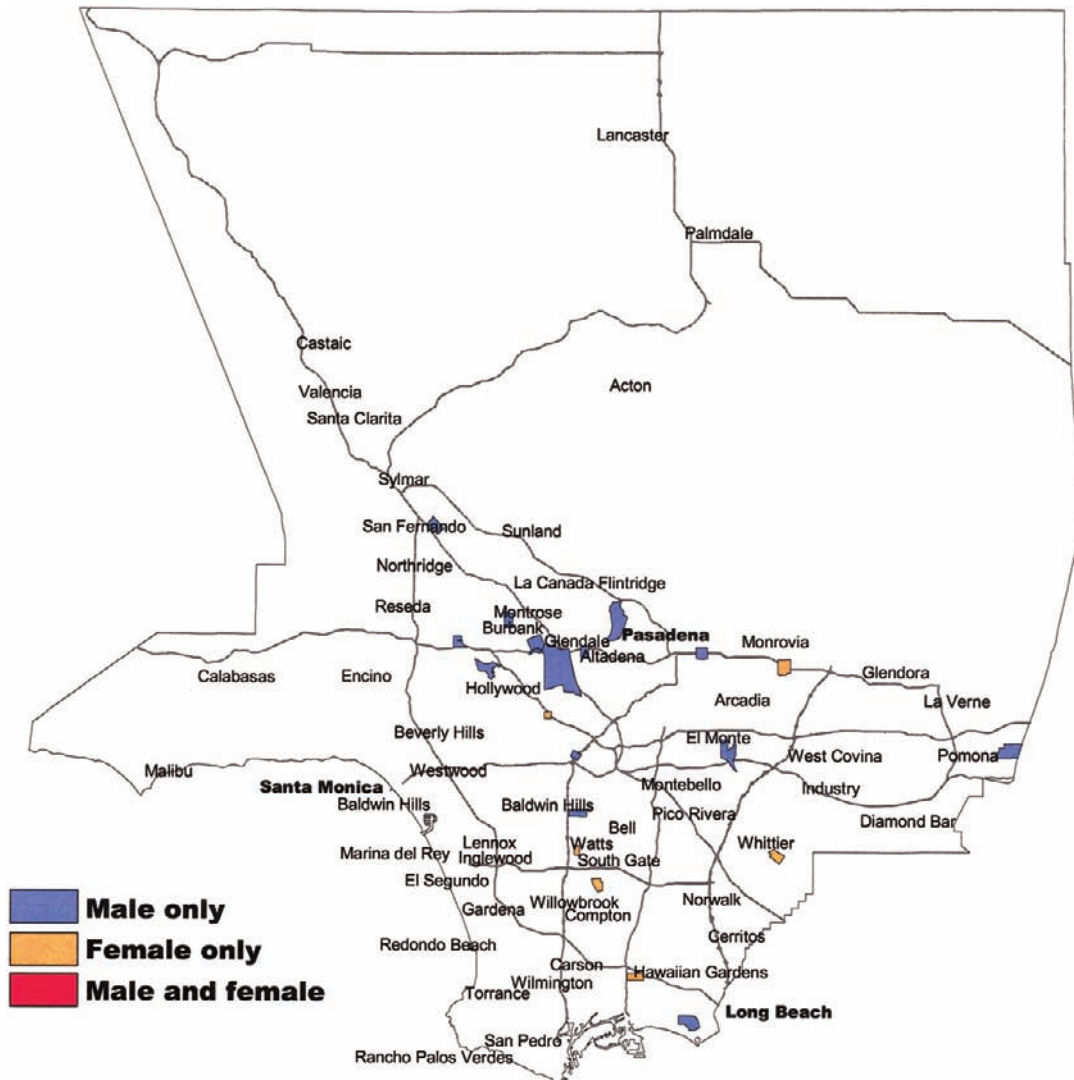 Lancaster
Palmdale
Castaic
Acton
Valencia
Santa Clarita
Sylmar
San Fernando
Sunland
Northridge
La Canada Flintridge
Reseda
Montrose
Burbank
Glendale
Pasadena
Monrovia
Altadena
Calabasas
Encino
Glendora
Hollywood
Arcadia
La Verne
Beverly Hills
El Monte
West Covina
Pomona
Malibu
Westwood
Santa Monica
Montebello
Industry
Baldwin Hills
Baldwin Hills
Pico Rivera
Diamond Bar
Bell
Lennox
Watts
Whittier
Marina del Rey
Inglewood
South Gate
El Segundo
Willowbrook
Norwalk
Gardena
Compton
Male only
Female only
Male and female
Redondo Beach
Cerritos
Carson
Hawaiian Gardens
Wilmington
Torrance
Long Beach
San Pedro
Rancho Palos Verdes